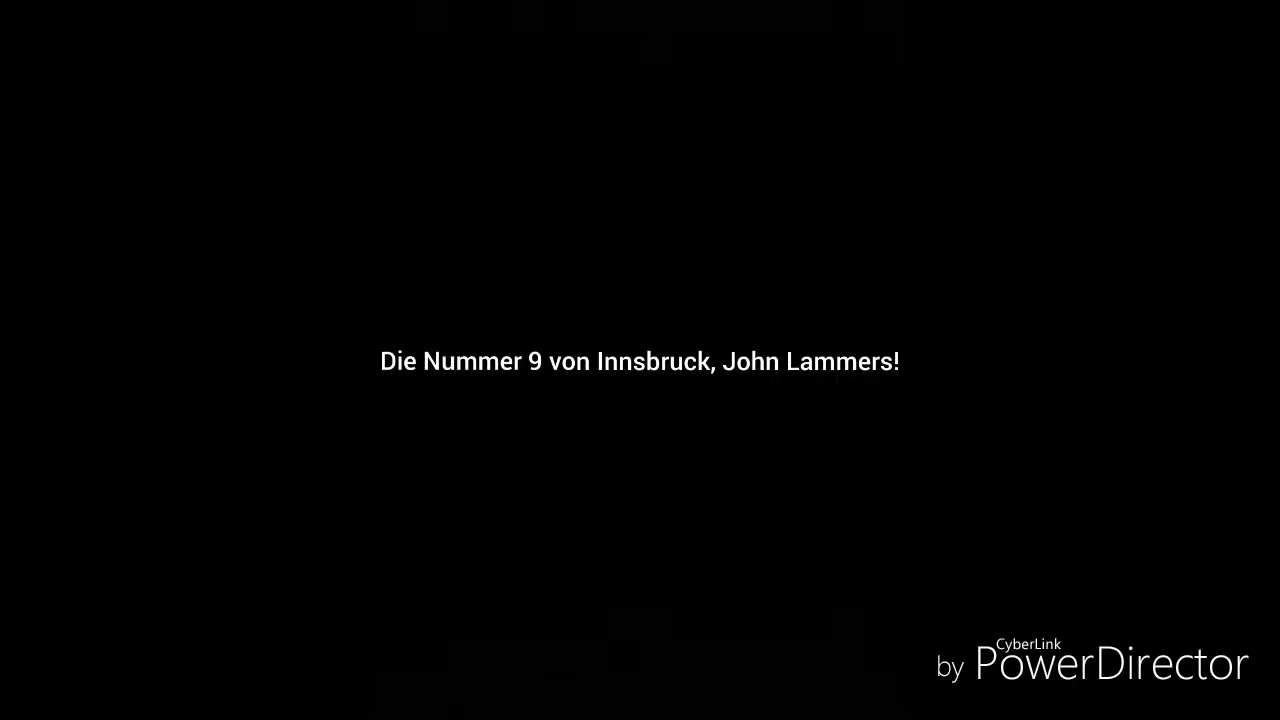 Die Nummer 9 von Innsbruck, John Lammers!
CyberLink
by PowerDirector